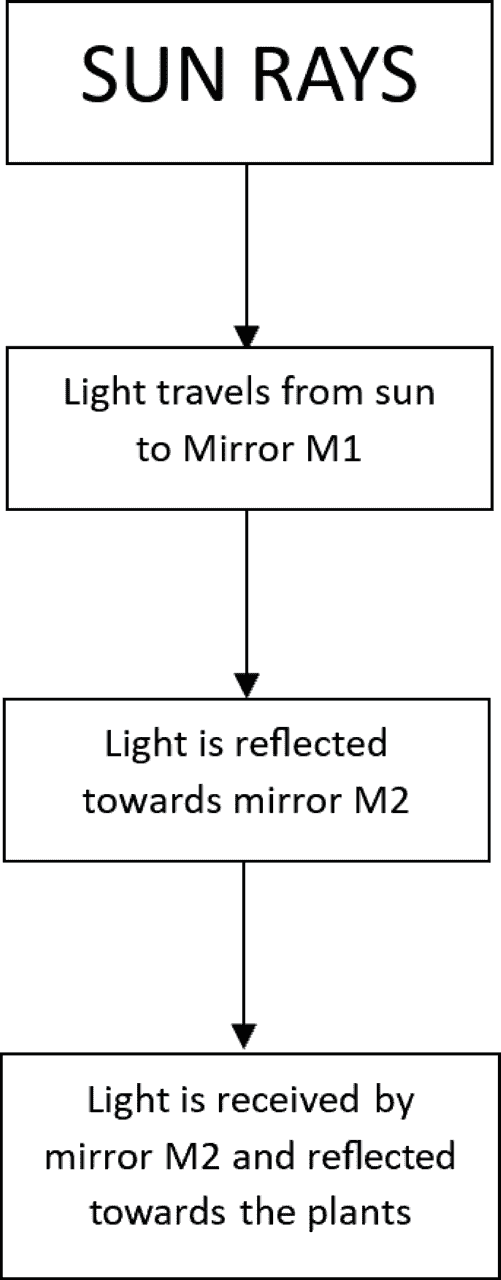 SUN RAYS
Light travels from sun
to Mirror M1
Light is reflected
towards mirror M2
Light is received by
mirror M2 and reflected
towards the plants